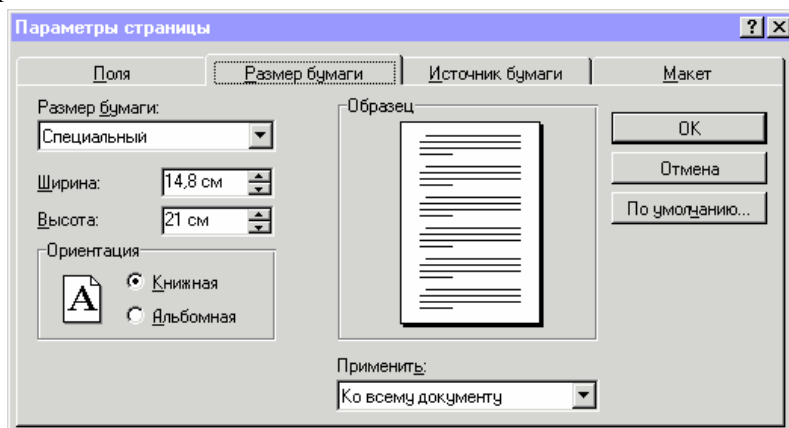 Параметры страницы
Поля
Размер бумаги
Источник бумаги
Макет
Размер бумаги:
Специальный
Ширина:
14,8 см
Высота:
21 см
Ориентация
A
Книжная
Альбомная
Образец
Применить:
Ко всему документу
ОК
Отмена
По умолчанию...